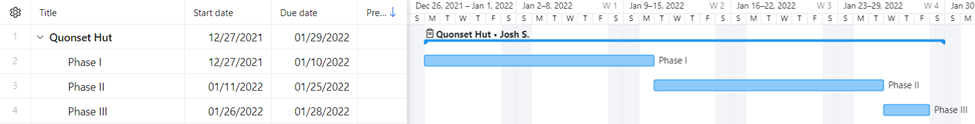 Title Start date Due date Pre... Dec 26, 2021 – Jan 1, 2022 Jan 2–8, 2022 W 1 Jan 9–15, 2022 W 2 Jan 16–22, 2022 W 3 Jan 23–29, 2022 W 4 Jan 30
S M T W T F S S M T W T F S S M T W T F S S M T W T F S S M T W T F S S M
1 Quonset Hut 12/27/2021 01/29/2022 Quonset Hut • Josh S.
2 Phase I 12/27/2021 01/10/2022 Phase I
3 Phase II 01/11/2022 01/25/2022 Phase II
4 Phase III 01/26/2022 01/28/2022 Phase III